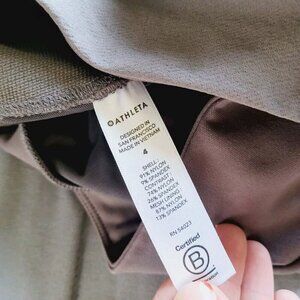 ATHLETA
DESIGNED IN
SAN FRANCISCO
MADE IN VIETNAM
4
SHELL:
91% NYLON
9% SPANDEX
CONTRAST:
74% NYLON
26% SPANDEX
MESH LINING:
87% NYLON
13% SPANDEX
RN 54023
Certified
B